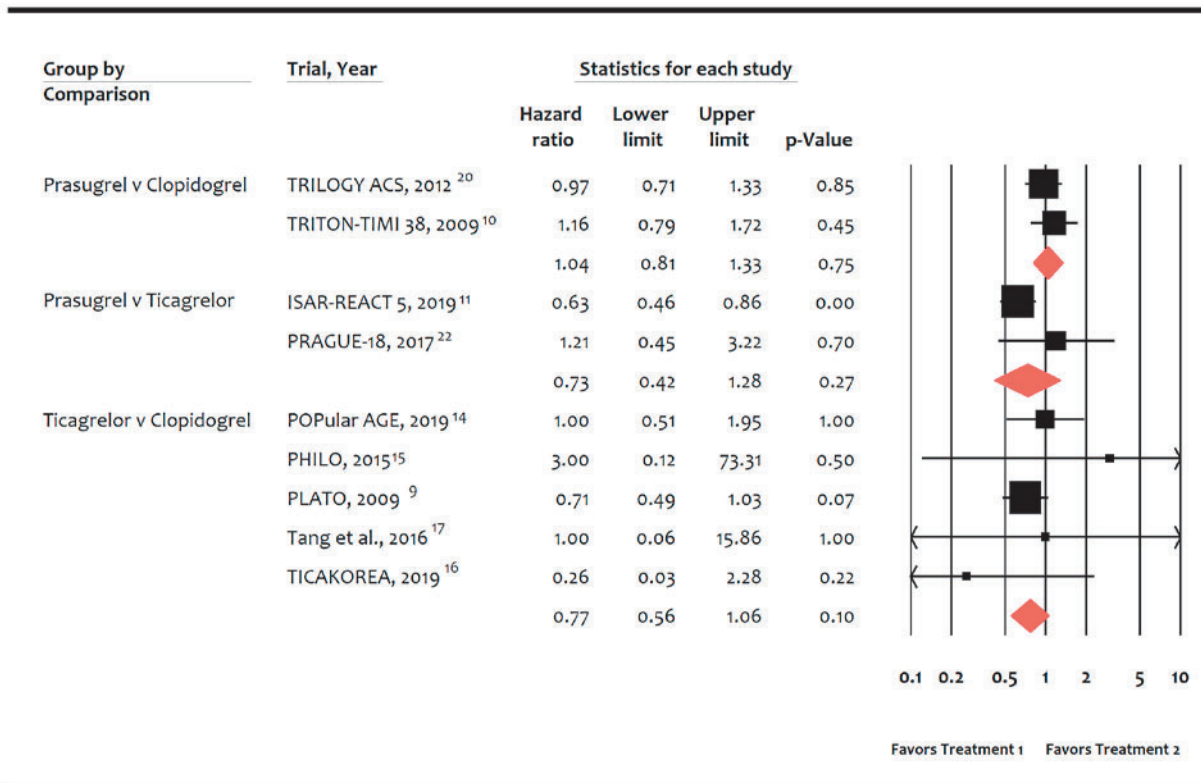 Group by Comparison Trial, Year Statistics for each study
Hazard ratio Lower limit Upper limit p-Value
Prasugrel v Clopidogrel TRILOGY ACS, 2012 20 0.97 0.71 1.33 0.85
TRITON-TIMI 38, 2009 10 1.16 0.79 1.72 0.45
1.04 0.81 1.33 0.75
Prasugrel v Ticagrelor ISAR-REACT 5, 2019 11 0.63 0.46 0.86 0.00
PRAGUE-18, 2017 22 1.21 0.45 3.22 0.70
0.73 0.42 1.28 0.27
Ticagrelor v Clopidogrel POPular AGE, 2019 14 1.00 0.51 1.95 1.00
PHILO, 2015 15 3.00 0.12 73.31 0.50
PLATO, 2009 9 0.71 0.49 1.03 0.07
Tang et al., 2016 17 1.00 0.06 15.86 1.00
TICAKOREA, 2019 16 0.26 0.03 2.28 0.22
0.77 0.56 1.06 0.10
0.1 0.2 0.5 1 2 5 10
Favors Treatment 1 Favors Treatment 2